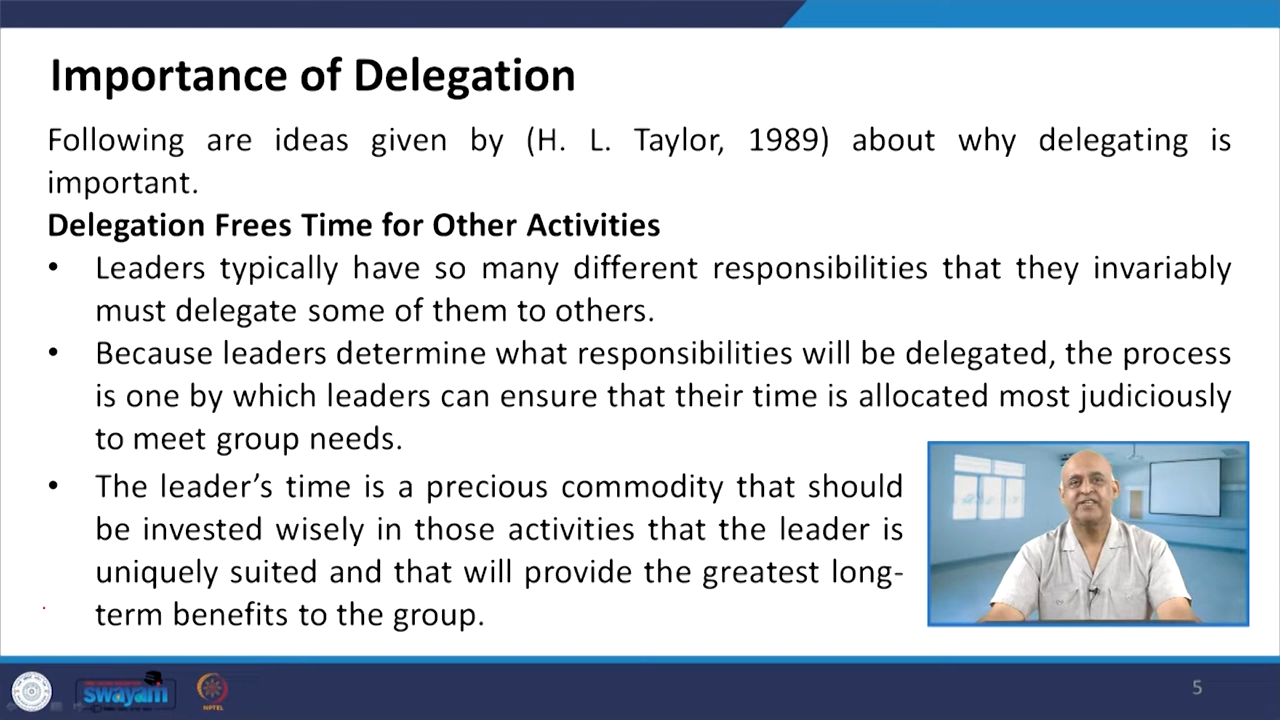 Importance of Delegation
Following are ideas given by (H. L. Taylor, 1989) about why delegating is
important.
Delegation Frees Time for Other Activities
• Leaders typically have so many different responsibilities that they invariably
must delegate some of them to others.
• Because leaders determine what responsibilities will be delegated, the process
is one by which leaders can ensure that their time is allocated most judiciously
to meet group needs.
• The leader’s time is a precious commodity that should
be invested wisely in those activities that the leader is
uniquely suited and that will provide the greatest long-
term benefits to the group.
swayam
NPTEL
5